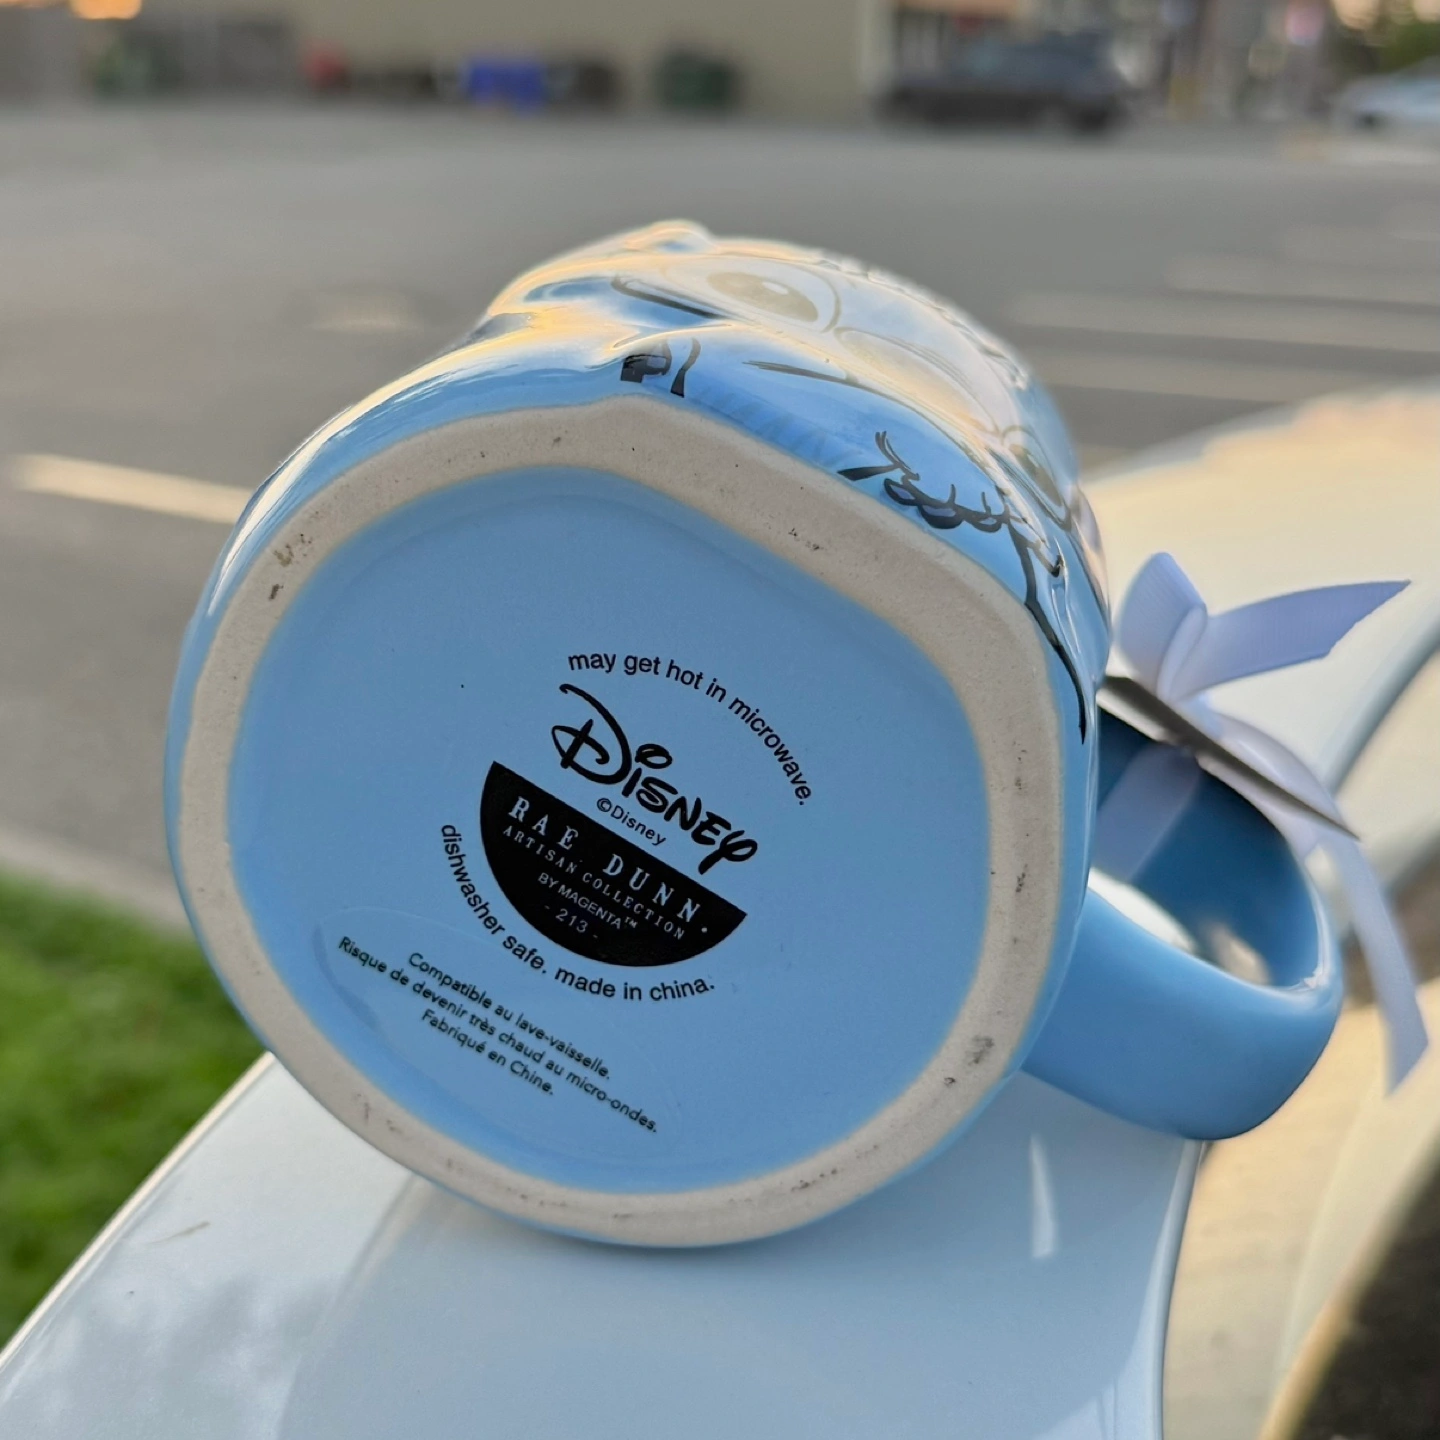 may get hot in microwave.
Disney
©Disney
RAE DUNN
ARTISAN COLLECTION
BY MAGENTA™
- 213 -
dishwasher safe. made in china.
Compatible au lave-vaisselle.
Risque de devenir très chaud au micro-ondes.
Fabriqué en Chine.